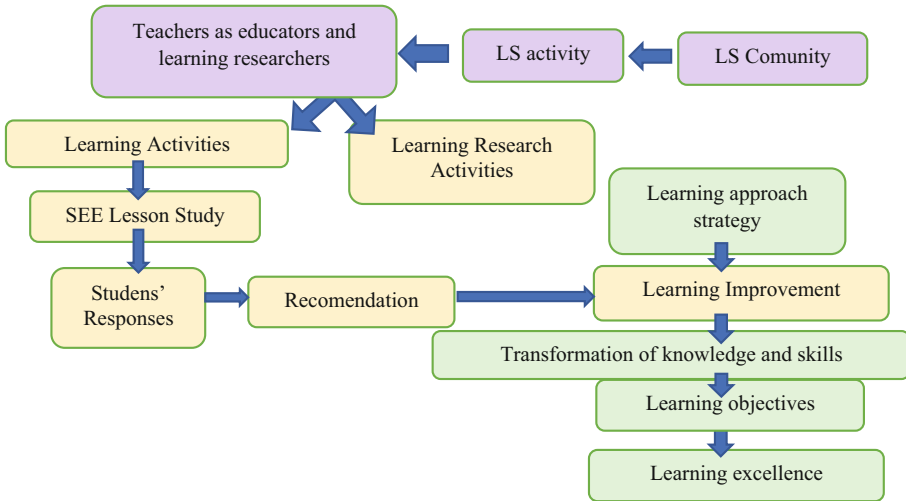 Teachers as educators and
learning researchers
LS activity
LS Comunity
Learning Activities
Learning Research
Activities
SEE Lesson Study
Learning approach
strategy
Studens’
Responses
Recomendation
Learning Improvement
Transformation of knowledge and skills
Learning objectives
Learning excellence